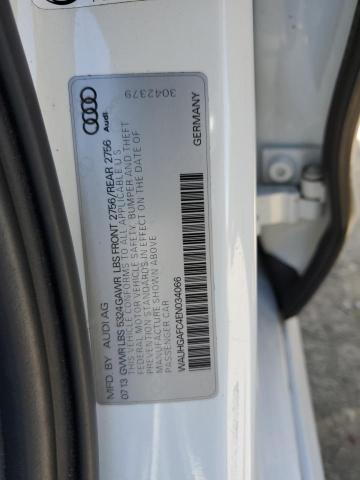 3042379
Audi
MFD. BY AUDI AG
07 13 GVWR LBS 5324 GAWR LBS FRONT 2756/REAR 2756
THIS VEHICLE CONFORMS TO ALL APPLICABLE U.S.
FEDERAL MOTOR VEHICLE SAFETY, BUMPER AND THEFT
PREVENTION STANDARDS IN EFFECT ON THE DATE OF
MANUFACTURE SHOWN ABOVE
PASSENGER CAR
WAUHGAFC4EN034066
GERMANY